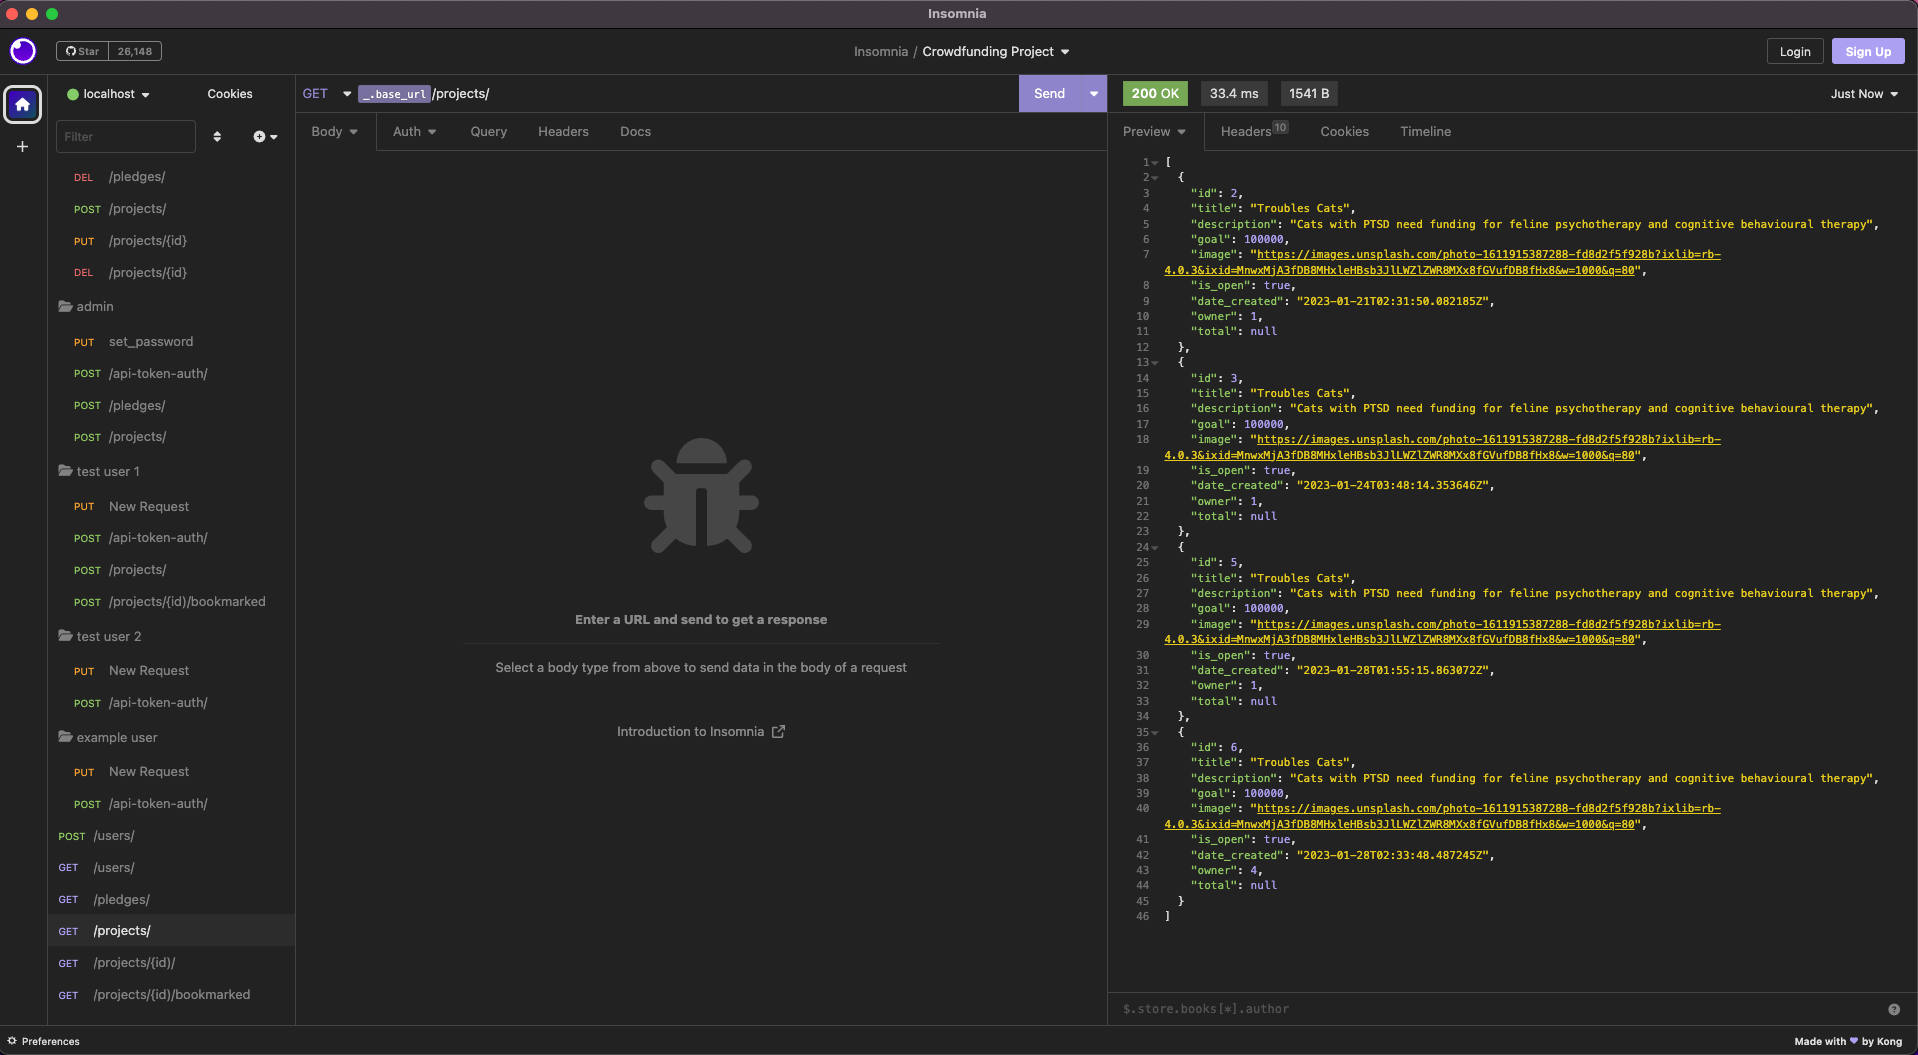 Insomnia
Star 26,148
Insomnia / Crowdfunding Project
Login
Sign Up
localhost
Cookies
Filter
DEL /pledges/
POST /projects/
PUT /projects/{id}
DEL /projects/{id}
admin
PUT set_password
POST /api-token-auth/
POST /pledges/
POST /projects/
test user 1
PUT New Request
POST /api-token-auth/
POST /projects/
POST /projects/{id}/bookmarked
test user 2
PUT New Request
POST /api-token-auth/
example user
PUT New Request
POST /api-token-auth/
POST /users/
GET /users/
GET /pledges/
GET /projects/
GET /projects/{id}/
GET /projects/{id}/bookmarked
Preferences
GET _.base_url/projects/
Send
Body Auth Query Headers Docs
Enter a URL and send to get a response
Select a body type from above to send data in the body of a request
Introduction to Insomnia
200 OK 33.4 ms 1541 B
Just Now
Preview Headers 10 Cookies Timeline
1 [
2 {
3 "id": 2,
4 "title": "Troubles Cats",
5 "description": "Cats with PTSD need funding for feline psychotherapy and cognitive behavioural therapy",
6 "goal": 100000,
7 "image": "https://images.unsplash.com/photo-1611915387288-fd8d2f5f928b?ixlib=rb-
4.0.3&ixid=MnwxMjA3fDB8MHxleHBsb3JlLWZlZWR8MXx8fGVufDB8fHx8&w=1000&q=80",
8 "is_open": true,
9 "date_created": "2023-01-21T02:31:50.082185Z",
10 "owner": 1,
11 "total": null
12 },
13 {
14 "id": 3,
15 "title": "Troubles Cats",
16 "description": "Cats with PTSD need funding for feline psychotherapy and cognitive behavioural therapy",
17 "goal": 100000,
18 "image": "https://images.unsplash.com/photo-1611915387288-fd8d2f5f928b?ixlib=rb-
4.0.3&ixid=MnwxMjA3fDB8MHxleHBsb3JlLWZlZWR8MXx8fGVufDB8fHx8&w=1000&q=80",
19 "is_open": true,
20 "date_created": "2023-01-24T03:48:14.353646Z",
21 "owner": 1,
22 "total": null
23 },
24 {
25 "id": 5,
26 "title": "Troubles Cats",
27 "description": "Cats with PTSD need funding for feline psychotherapy and cognitive behavioural therapy",
28 "goal": 100000,
29 "image": "https://images.unsplash.com/photo-1611915387288-fd8d2f5f928b?ixlib=rb-
4.0.3&ixid=MnwxMjA3fDB8MHxleHBsb3JlLWZlZWR8MXx8fGVufDB8fHx8&w=1000&q=80",
30 "is_open": true,
31 "date_created": "2023-01-28T01:55:15.863072Z",
32 "owner": 1,
33 "total": null
34 },
35 {
36 "id": 6,
37 "title": "Troubles Cats",
38 "description": "Cats with PTSD need funding for feline psychotherapy and cognitive behavioural therapy",
39 "goal": 100000,
40 "image": "https://images.unsplash.com/photo-1611915387288-fd8d2f5f928b?ixlib=rb-
4.0.3&ixid=MnwxMjA3fDB8MHxleHBsb3JlLWZlZWR8MXx8fGVufDB8fHx8&w=1000&q=80",
41 "is_open": true,
42 "date_created": "2023-01-28T02:33:48.487245Z",
43 "owner": 4,
44 "total": null
45 }
46 ]
$.store.books[*].author
Made with by Kong